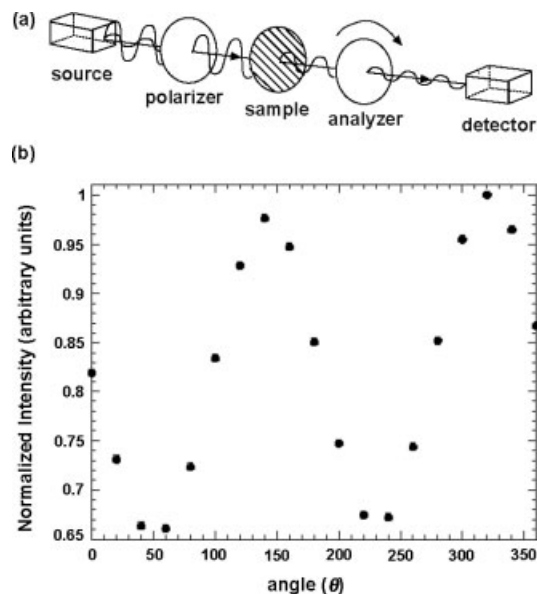 (a)
source
polarizer
sample
analyzer
detector
(b)
Normalized Intensity (arbitrary units)
1
0.95
0.9
0.85
0.8
0.75
0.7
0.65
0 50 100 150 200 250 300 350
angle (θ)